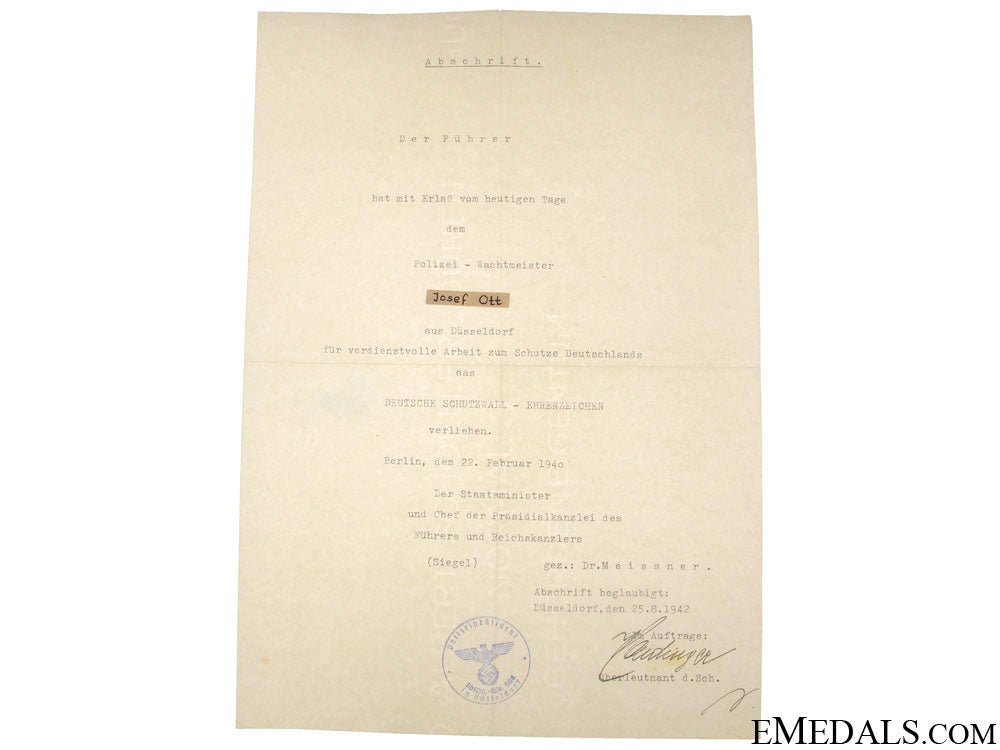 Abschrift.
Der Führer
hat mit Erlaß vom heutigen Tage
dem
Polizei - Wachtmeister
Josef Ott
aus Düsseldorf
für verdienstvolle Arbeit zum Schutze Deutschlands
das
DEUTSCHE SCHUTZWALL - EHRENZEICHEN
verliehen.
Berlin, den 22. Februar 1940
Der Staatsminister
und Chef der Präsidialkanzlei des
Führers und Reichskanzlers
(Siegel) gez.: Dr.Meissner.
Abschrift beglaubigt:
Düsseldorf, den 25.8.1942
Im Auftrage:
Oberleutnant d.Sch.
Polizeipräsident
in Düsseldorf
EMEDALS.COM